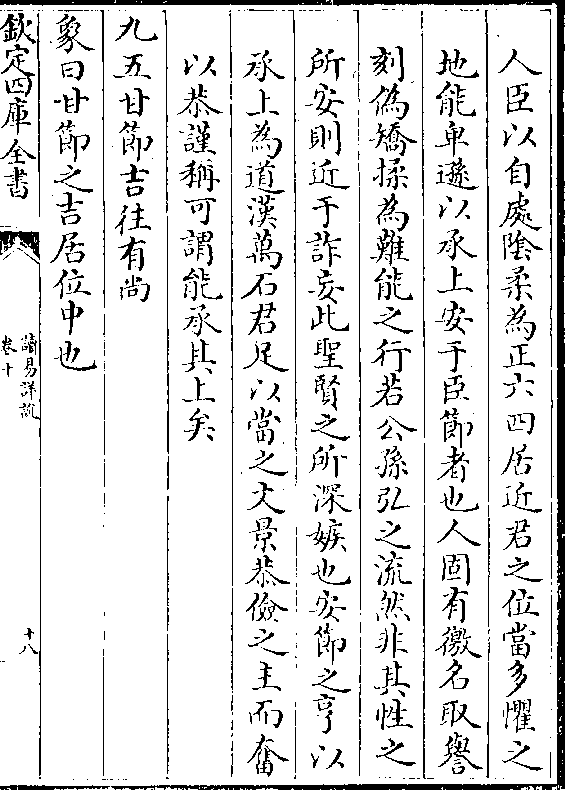 人臣以自處陰柔為正六四居近君之位當多懼之
地能卑遜以承上安于臣節者也人固有徼名取譽
刻偽矯揉為難能之行若公孫弘之流然非其性之
所安則近于詐妄此聖賢之所深嫉也安節之亨以
承上為道漢萬石君足以當之文景恭儉之主而奮
以恭謹稱可謂能承其上矣
九五甘節吉往有尚
象曰甘節之吉居位中也
欽定四庫全書
讀易詳說
卷十
十八